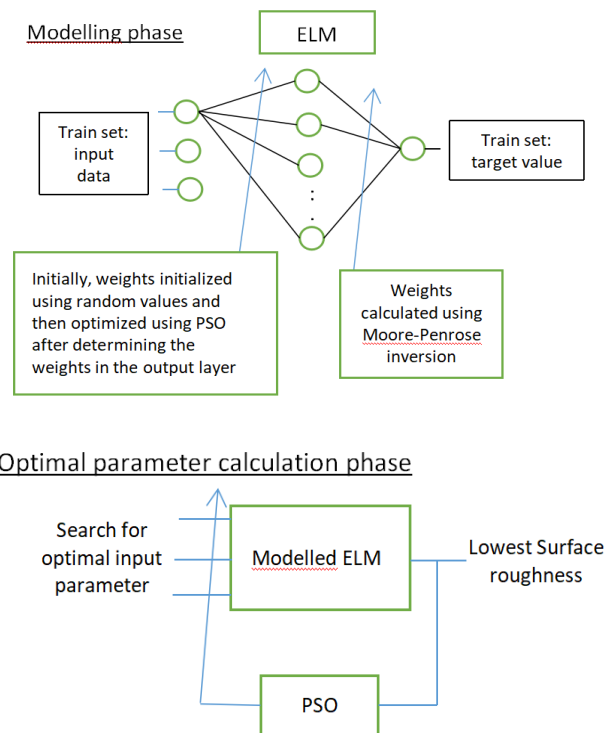 Modelling phase
ELM
Train set:
input
data
Train set:
target value
Initially, weights initialized
using random values and
then optimized using PSO
after determining the
weights in the output layer
Weights
calculated using
Moore-Penrose
inversion
Optimal parameter calculation phase
Search for
optimal input
parameter
Modelled ELM
Lowest Surface
roughness
PSO